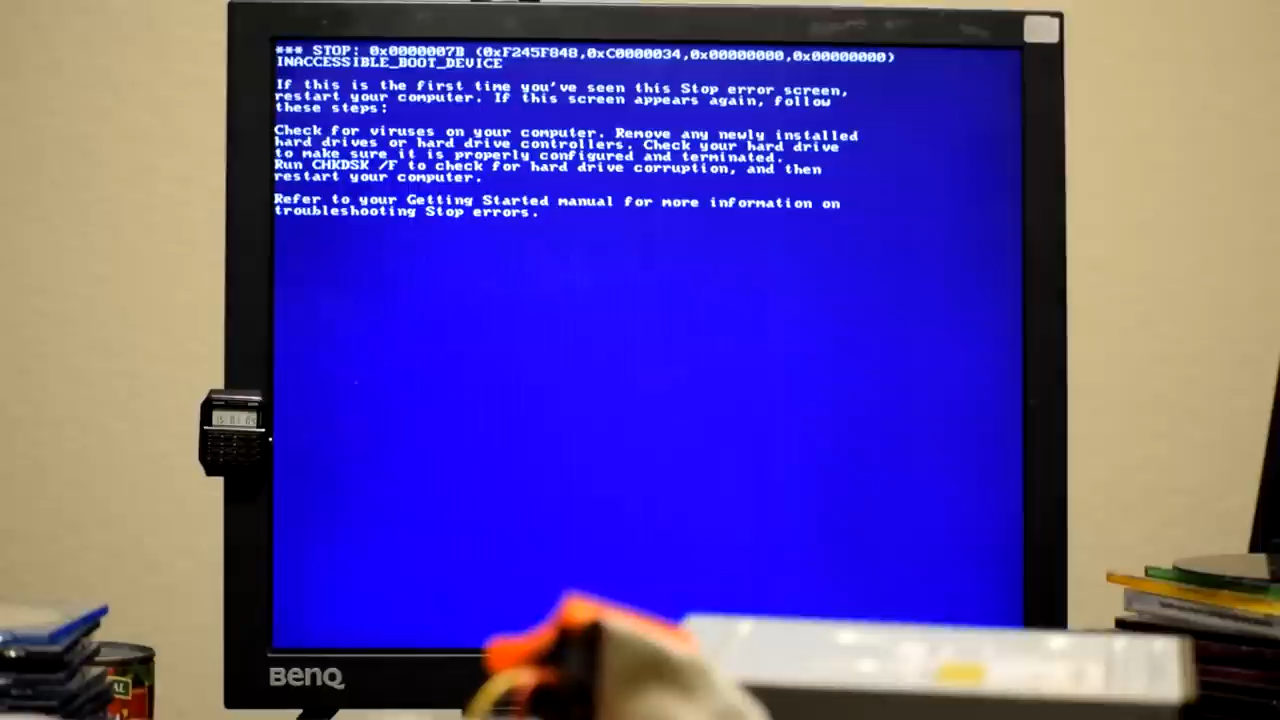 *** STOP: 0x0000007B (0xF245F848,0xC0000034,0x00000000,0x00000000)
INACCESSIBLE_BOOT_DEVICE
If this is the first time you've seen this Stop error screen,
restart your computer. If this screen appears again, follow
these steps:
Check for viruses on your computer. Remove any newly installed
hard drives or hard drive controllers. Check your hard drive
to make sure it is properly configured and terminated.
Run CHKDSK /F to check for hard drive corruption, and then
restart your computer.
Refer to your Getting Started manual for more information on
troubleshooting Stop errors.
BenQ